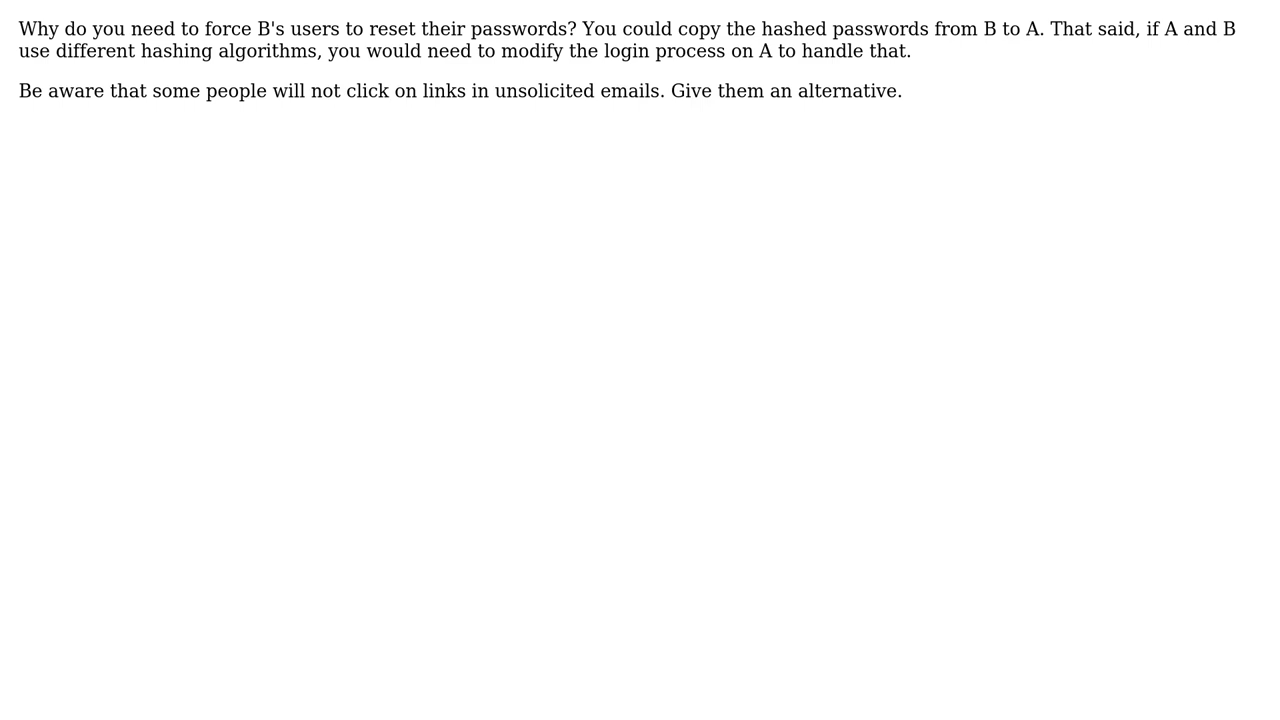 Why do you need to force B's users to reset their passwords? You could copy the hashed passwords from B to A. That said, if A and B
use different hashing algorithms, you would need to modify the login process on A to handle that.
Be aware that some people will not click on links in unsolicited emails. Give them an alternative.